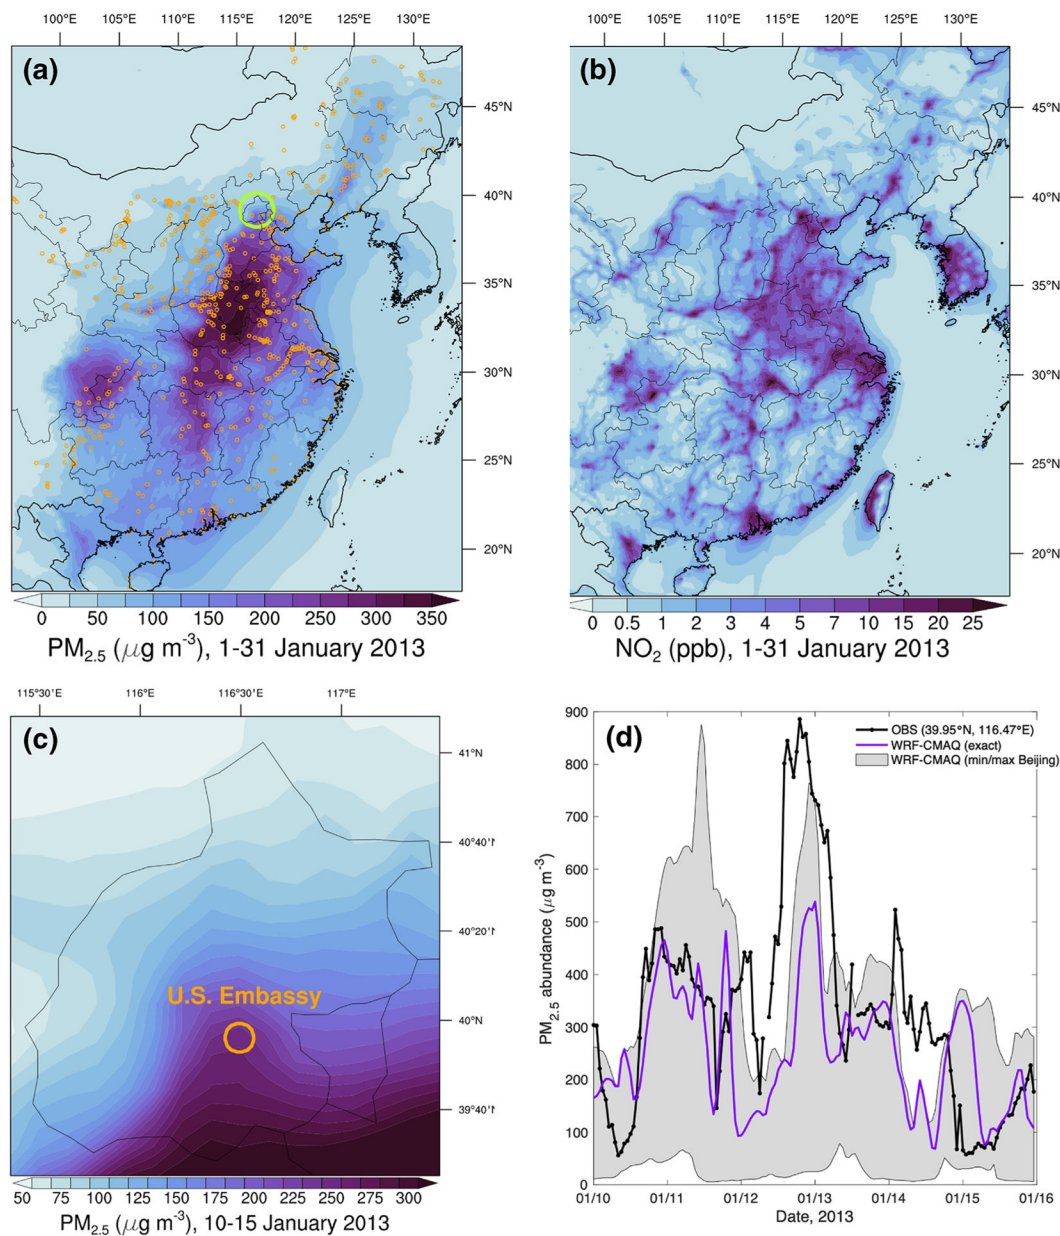 100°E 105°E 110°E 115°E 120°E 125°E 130°E
(a)
45°N
40°N
35°N
30°N
25°N
20°N
0 50 100 150 200 250 300 350
PM2.5 (μg m-3), 1-31 January 2013
100°E 105°E 110°E 115°E 120°E 125°E 130°E
(b)
45°N
40°N
35°N
30°N
25°N
20°N
0 0.5 1 2 3 4 5 7 10 15 20 25
NO2 (ppb), 1-31 January 2013
115°30'E 116°E 116°30'E 117°E
(c)
41°N
40°40'N
40°20'N
U.S. Embassy
40°N
39°40'N
50 75 100 125 150 175 200 225 250 275 300
PM2.5 (μg m-3), 10-15 January 2013
(d)
OBS (39.95°N, 116.47°E)
WRF-CMAQ (exact)
WRF-CMAQ (min/max Beijing)
900
800
700
600
500
400
300
200
100
0
PM2.5 abundance (μg m-3)
01/10 01/11 01/12 01/13 01/14 01/15 01/16
Date, 2013